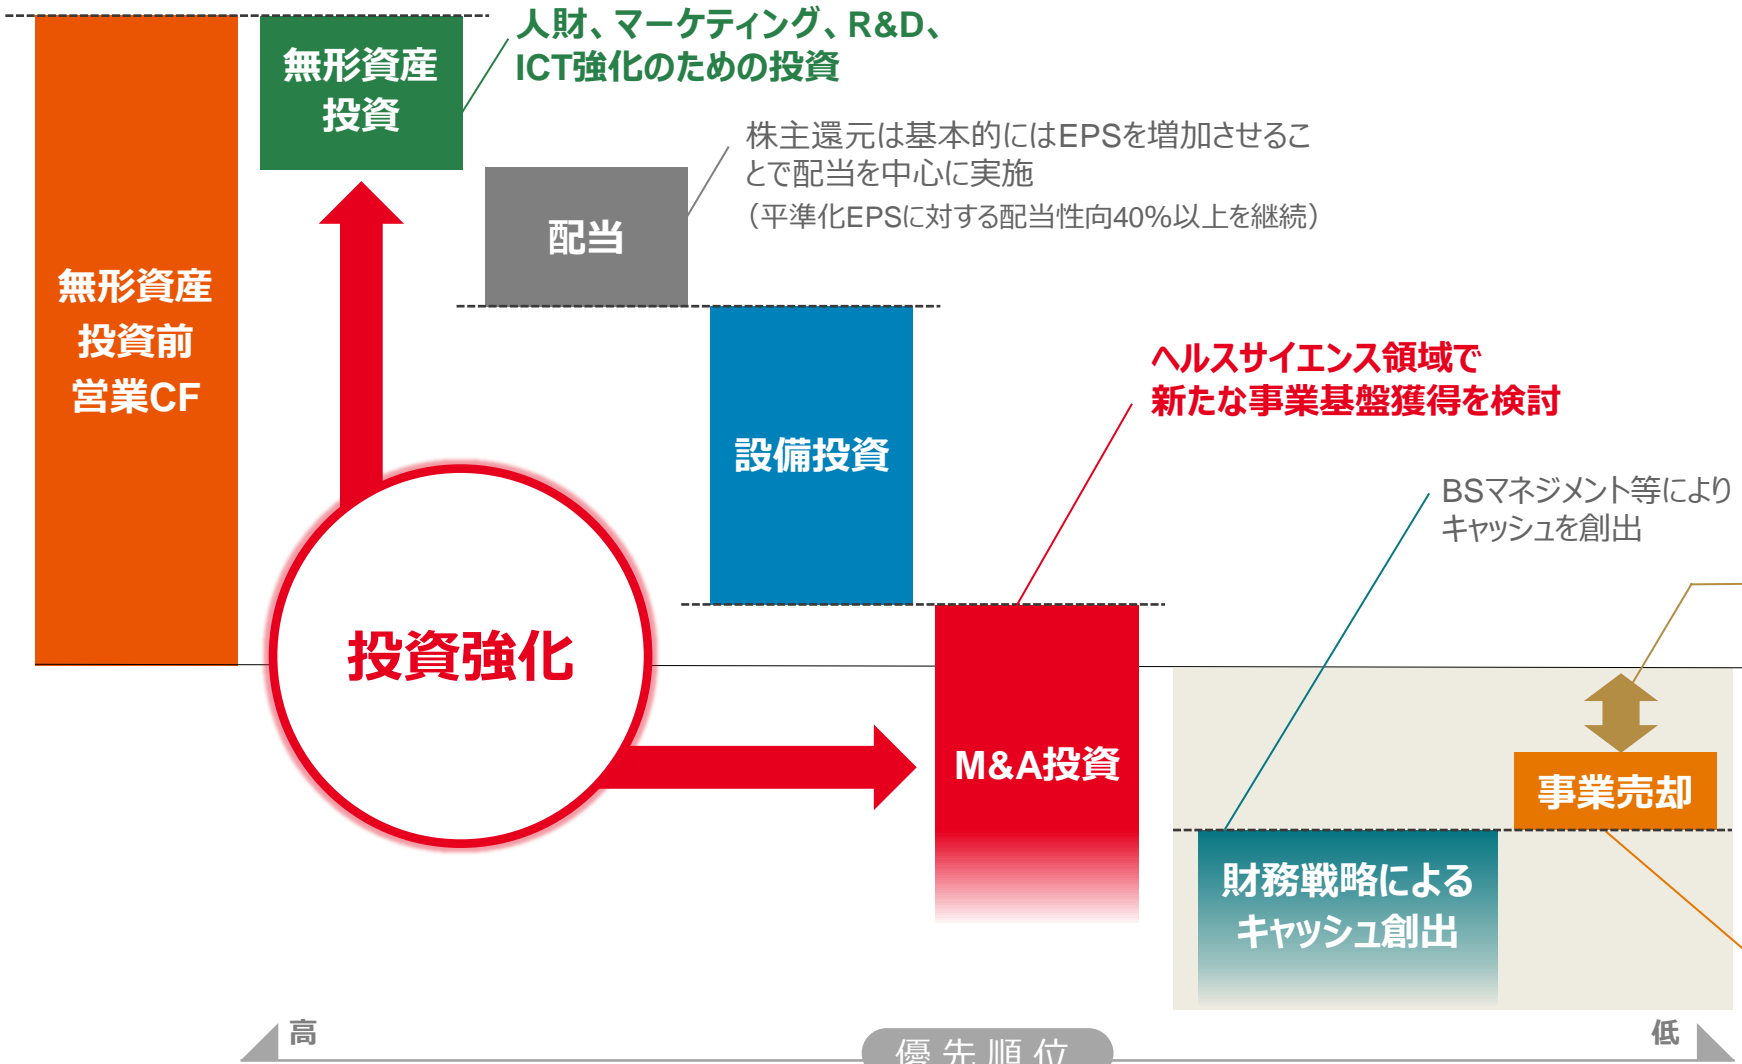 人財、マーケティング、R&D、
ICT強化のための投資
無形資産
投資
株主還元は基本的にはEPSを増加させるこ
とで配当を中心に実施
（平準化EPSに対する配当性向40%以上を継続）
配当
無形資産
投資前
営業CF
ヘルスサイエンス領域で
新たな事業基盤獲得を検討
設備投資
BSマネジメント等により
キャッシュを創出
投資強化
M&A投資
事業売却
財務戦略による
キャッシュ創出
高
低
優先順位